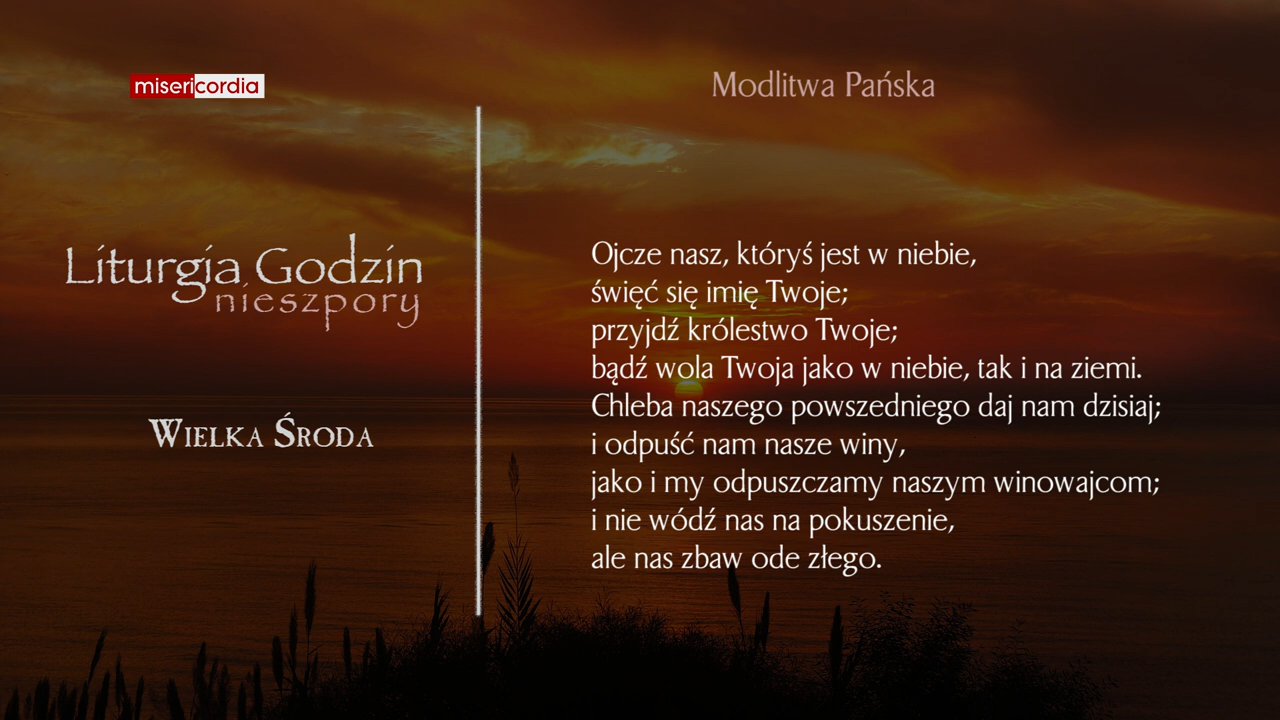 misericordia
Liturgia Godzin
nieszpory
Wielka Środa
Modlitwa Pańska
Ojcze nasz, któryś jest w niebie,
święć się imię Twoje;
przyjdź królestwo Twoje;
bądź wola Twoja jako w niebie, tak i na ziemi.
Chleba naszego powszedniego daj nam dzisiaj;
i odpuść nam nasze winy,
jako i my odpuszczamy naszym winowajcom;
i nie wódź nas na pokuszenie,
ale nas zbaw ode złego.